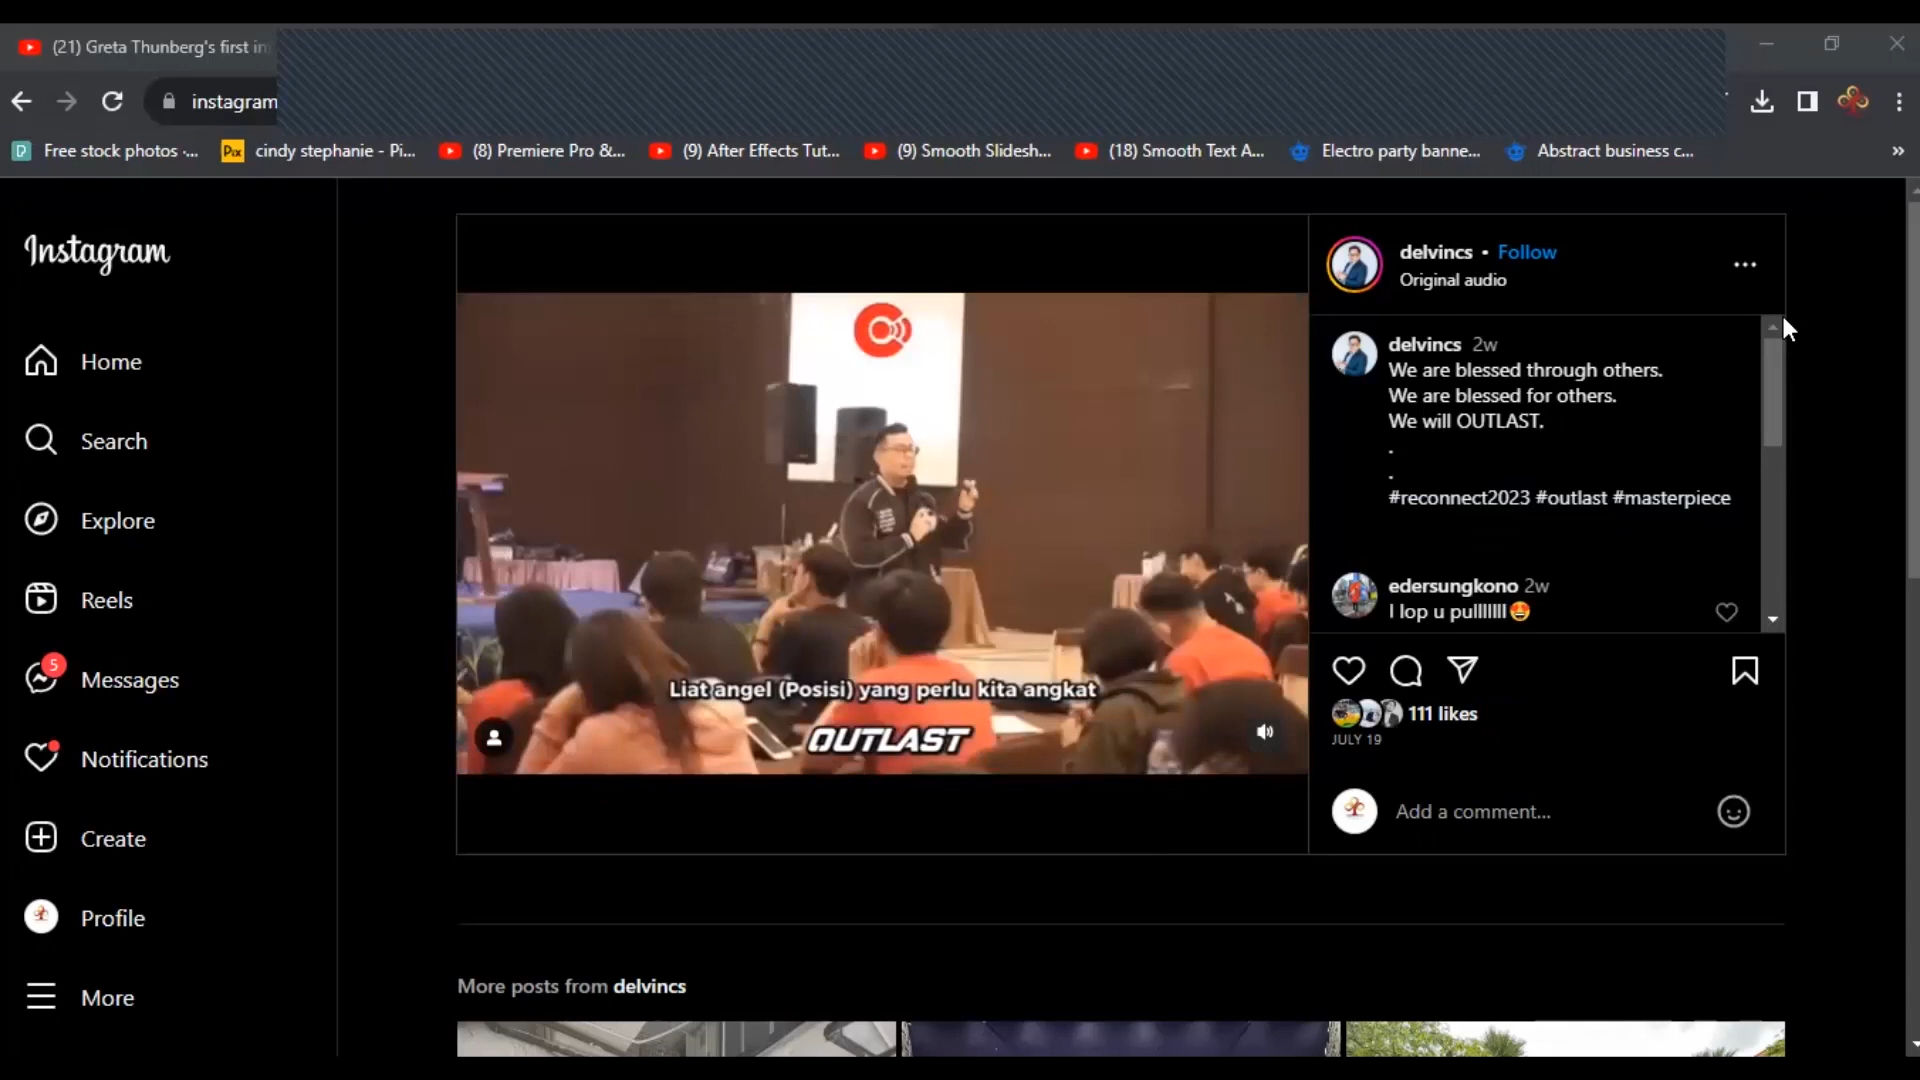 (21) Greta Thunberg's first in
instagram
Free stock photos ·...
Pix
cindy stephanie - Pi...
(8) Premiere Pro &...
(9) After Effects Tut...
(9) Smooth Slidesh...
(18) Smooth Text A...
Electro party banne...
Abstract business c...
»
Instagram
Home
Search
Explore
Reels
5
Messages
Notifications
Create
Profile
More
Liat angel (Posisi) yang perlu kita angkat
OUTLAST
delvincs • Follow
Original audio
delvincs 2w
We are blessed through others.
We are blessed for others.
We will OUTLAST.
.
.
#reconnect2023 #outlast #masterpiece
edersungkono 2w
I lop u pulllllll🤩
111 likes
JULY 19
Add a comment...
More posts from delvincs